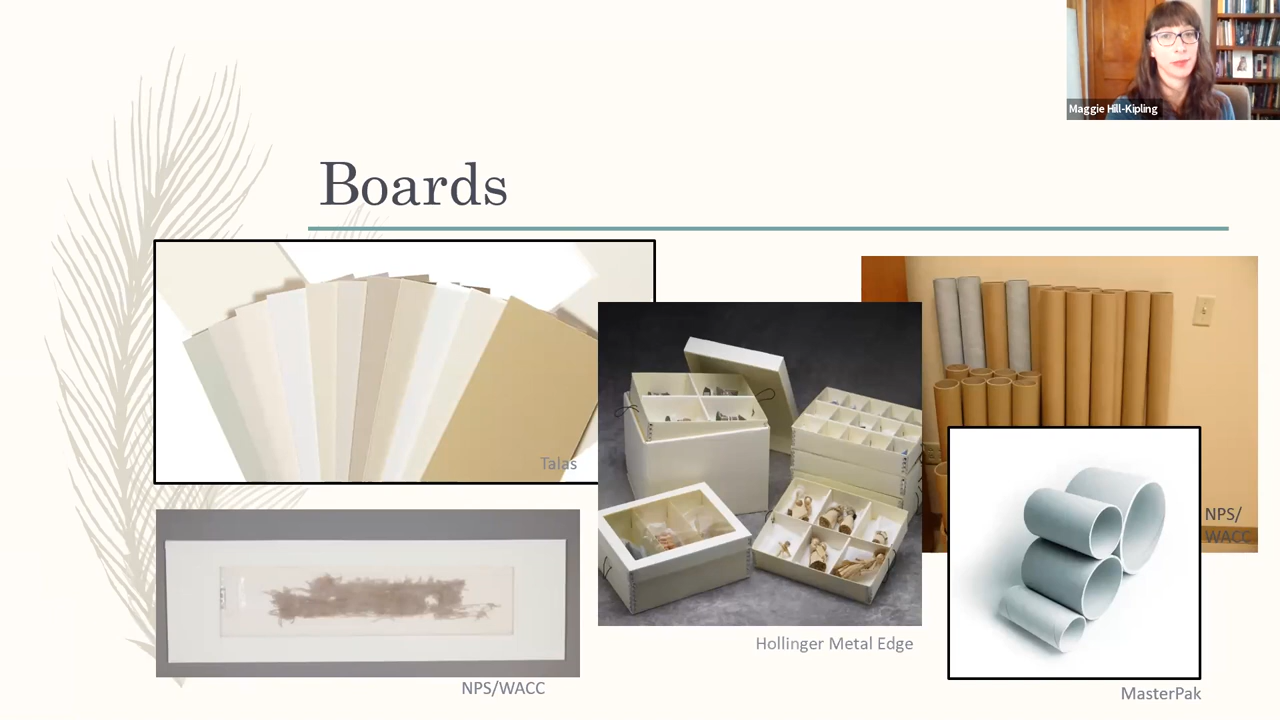 Maggie Hill-Kipling
Boards
Talas
NPS/
WACC
Hollinger Metal Edge
NPS/WACC
MasterPak